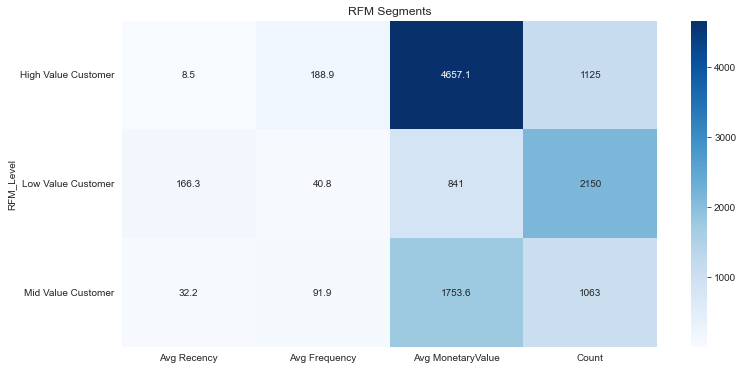 RFM Segments
High Value Customer 8.5 188.9 4657.1 1125
Low Value Customer 166.3 40.8 841 2150
Mid Value Customer 32.2 91.9 1753.6 1063
Avg Recency Avg Frequency Avg MonetaryValue Count
RFM_Level
4000
3000
2000
1000